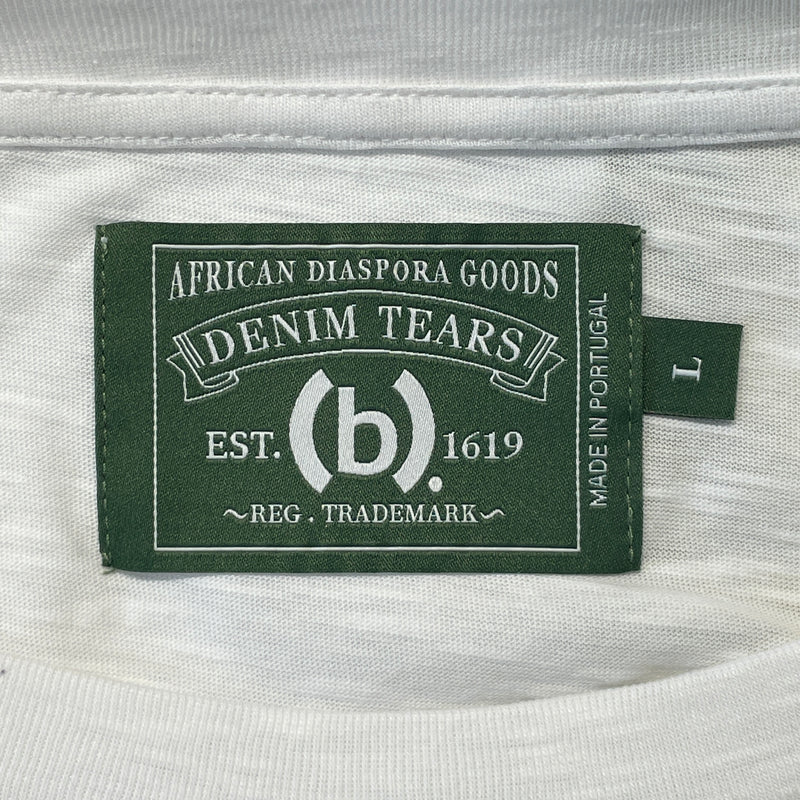 AFRICAN DIASPORA GOODS
DENIM TEARS
EST. (b). 1619
~REG . TRADEMARK~
MADE IN PORTUGAL
L